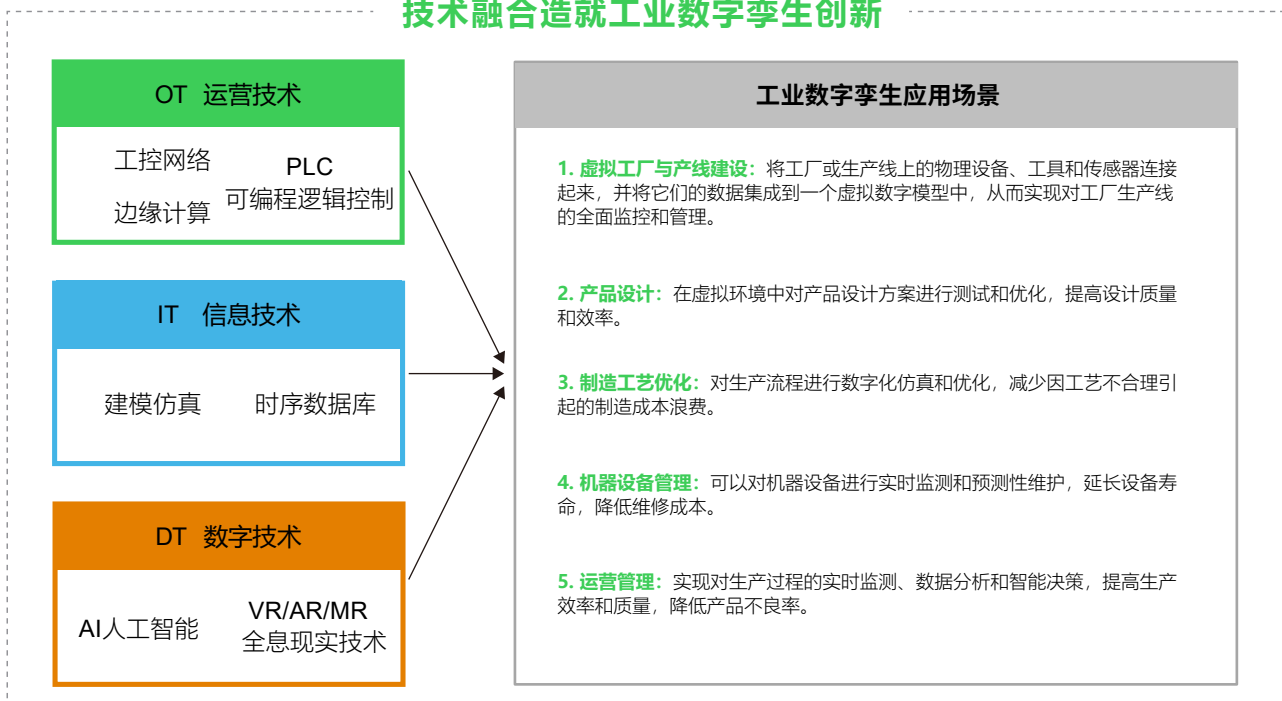 技术融合造就工业数字孪生创新
OT 运营技术
工控网络
边缘计算
PLC
可编程逻辑控制
IT 信息技术
建模仿真 时序数据库
DT 数字技术
AI人工智能
VR/AR/MR
全息现实技术
工业数字孪生应用场景
1. 虚拟工厂与产线建设：将工厂或生产线上的物理设备、工具和传感器连接
起来，并将它们的数据集成到一个虚拟数字模型中，从而实现对工厂生产线
的全面监控和管理。
2. 产品设计：在虚拟环境中对产品设计方案进行测试和优化，提高设计质量
和效率。
3. 制造工艺优化：对生产流程进行数字化仿真和优化，减少因工艺不合理引
起的制造成本浪费。
4. 机器设备管理：可以对机器设备进行实时监测和预测性维护，延长设备寿
命，降低维修成本。
5. 运营管理：实现对生产过程的实时监测、数据分析和智能决策，提高生产
效率和质量，降低产品不良率。